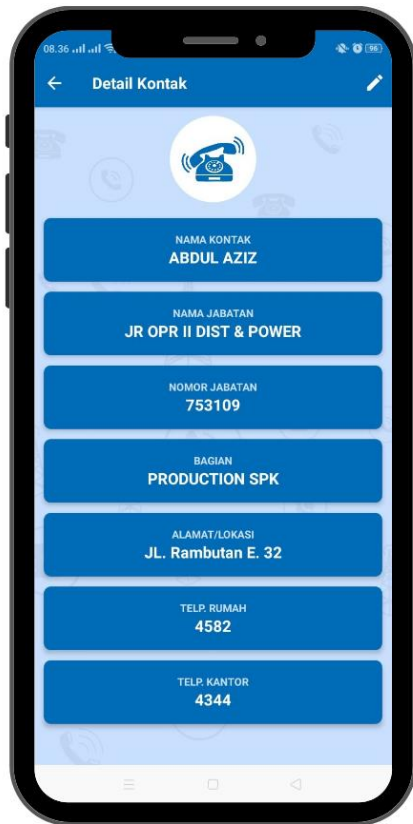 08.36
96
Detail Kontak
NAMA KONTAK
ABDUL AZIZ
NAMA JABATAN
JR OPR II DIST & POWER
NOMOR JABATAN
753109
BAGIAN
PRODUCTION SPK
ALAMAT/LOKASI
JL. Rambutan E. 32
TELP. RUMAH
4582
TELP. KANTOR
4344